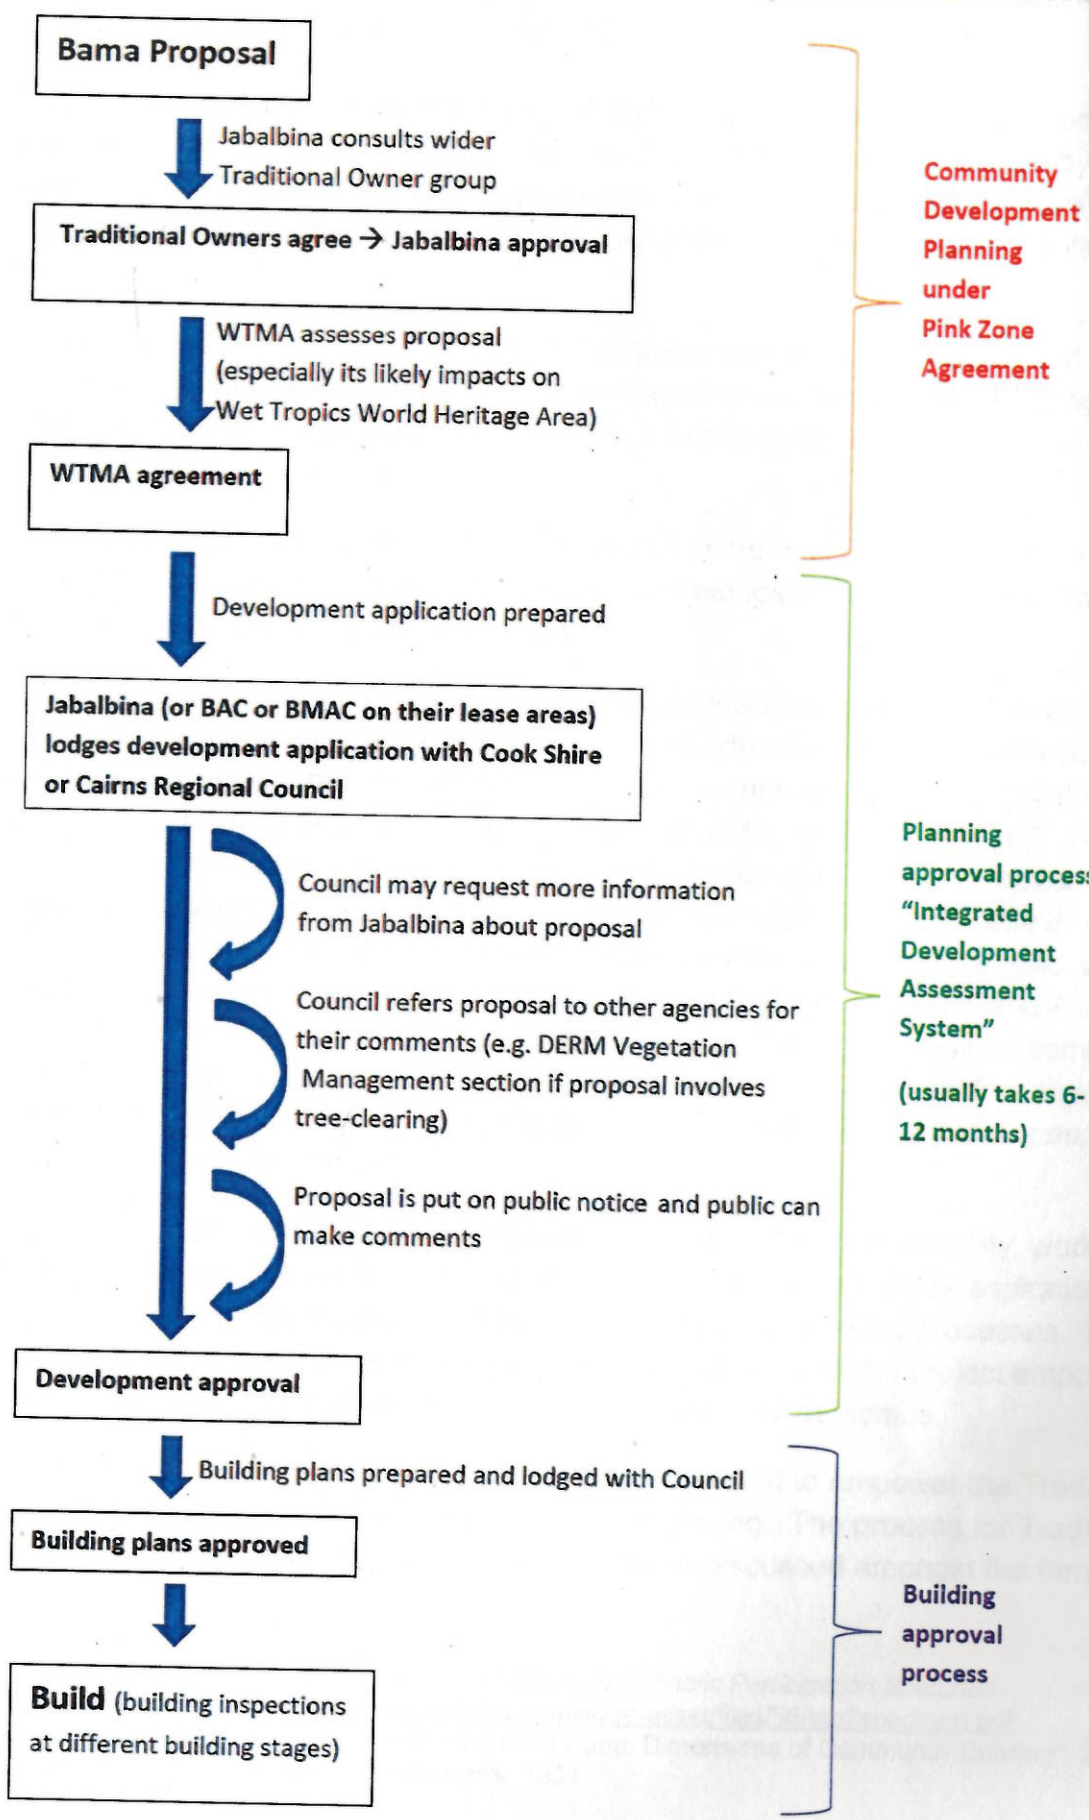 Bama Proposal
Jabalbina consults wider
Traditional Owner group
Traditional Owners agree → Jabalbina approval
WTMA assesses proposal
(especially its likely impacts on
Wet Tropics World Heritage Area)
WTMA agreement
Community
Development
Planning
under
Pink Zone
Agreement
Development application prepared
Jabalbina (or BAC or BMAC on their lease areas)
lodges development application with Cook Shire
or Cairns Regional Council
Council may request more information
from Jabalbina about proposal
Council refers proposal to other agencies for
their comments (e.g. DERM Vegetation
Management section if proposal involves
tree-clearing)
Proposal is put on public notice and public can
make comments
Development approval
Planning
approval process
“Integrated
Development
Assessment
System”
(usually takes 6-
12 months)
Building plans prepared and lodged with Council
Building plans approved
Build (building inspections
at different building stages)
Building
approval
process